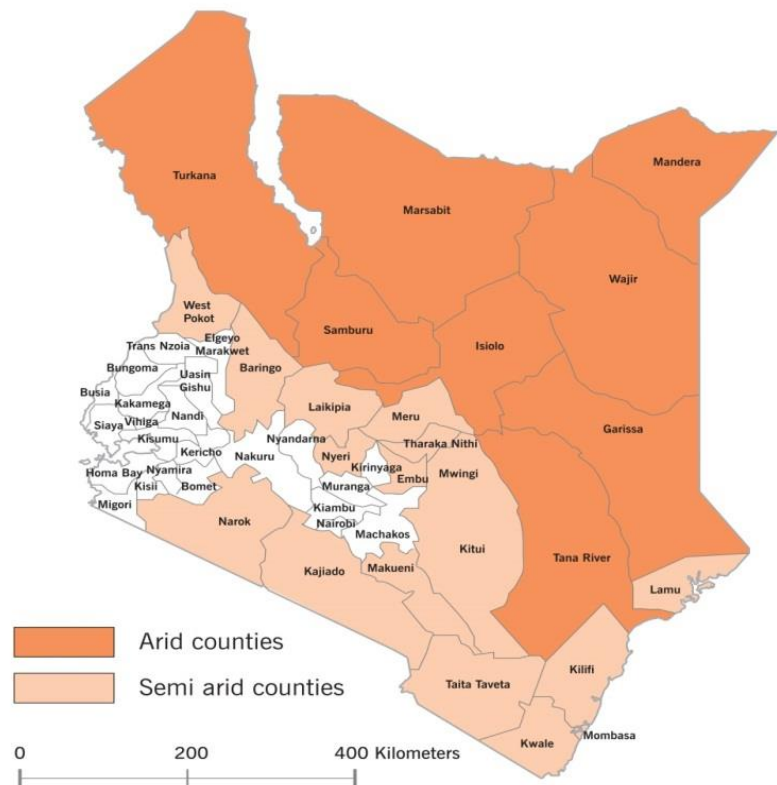 Mandera
Turkana
Marsabit
Wajir
West
Pokot
Samburu
Isiolo
Elgeyo
Marakwet
Trans Nzoia
Baringo
Bungoma
Uasin
Gishu
Busia
Laikipia
Kakamega
Meru
Nandi
Siaya
Vihiga
Garissa
Kisumu
Nyandarna
Tharaka Nithi
Kericho
Nyeri
Nakuru
Kirinyaga
Mwingi
Homa Bay
Nyamira
Embu
Kisii
Bomet
Muranga
Migori
Kiambu
Narok
Nairobi
Machakos
Kitui
Tana River
Kajiado
Makueni
Lamu
Arid counties
Kilifi
Taita Taveta
Semi arid counties
Mombasa
Kwale
0 200 400 Kilometers